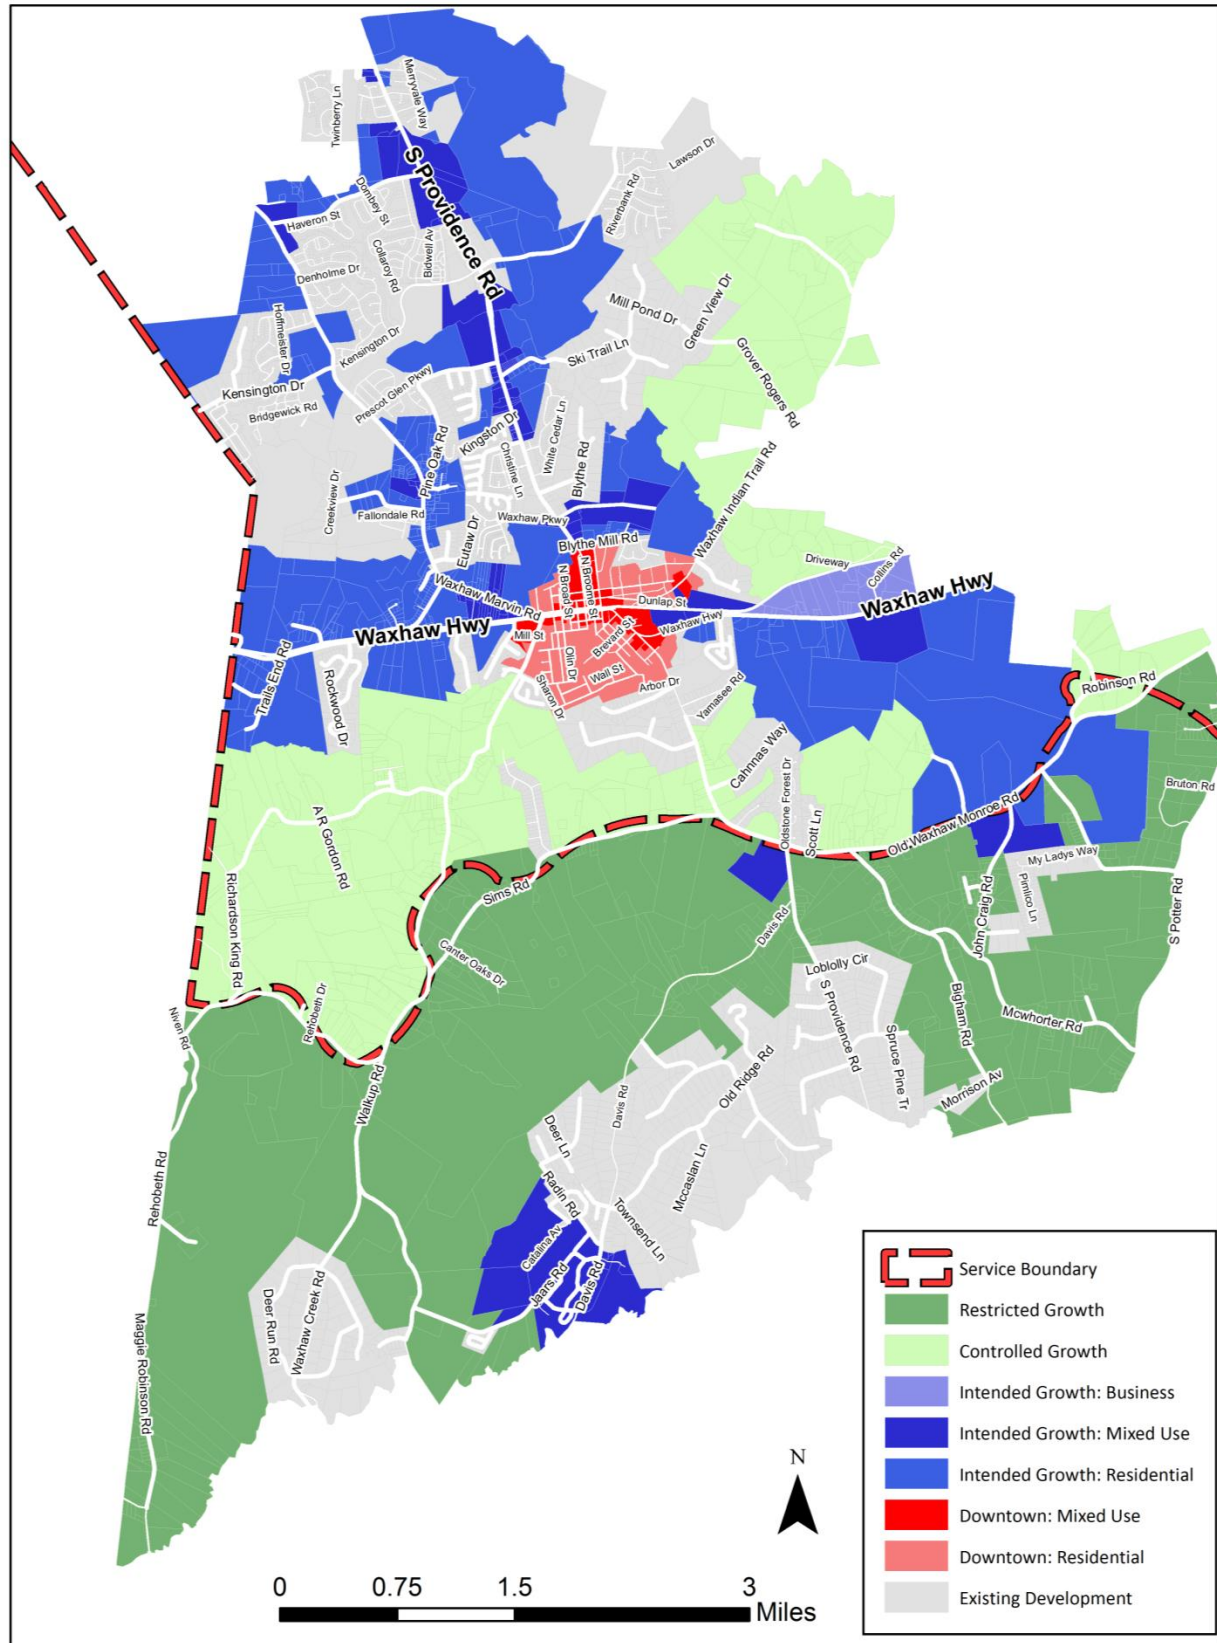 Merryvale Way
Twinberry Ln
S Providence Rd
Lawson Dr
Riverbank Rd
Dombey St
Haveron St
Bidwell Av
Collaroy Rd
Denholme Dr
Green View Dr
Mill Pond Dr
Hoffmeister Dr
Kensington Dr
Ski Trail Ln
Grover Rogers Rd
Prescot Glen Pkwy
Kensington Dr
Bridgewick Rd
Kingston Dr
White Cedar Ln
Pine Oak Rd
Christine Ln
Blythe Rd
Waxhaw Indian Trail Rd
Creekview Dr
Fallondale Rd
Waxhaw Pkwy
Eutaw Dr
Blythe Mill Rd
Driveway
Collins Rd
N Broad St
N Broome St
Waxhaw Marvin Rd
Dunlap St
Waxhaw Hwy
Waxhaw Hwy
Waxhaw Hwy
Mill St
Brevard St
Olin Dr
Wall St
Trails End Rd
Rockwood Dr
Sharon Dr
Arbor Dr
Yamasee Rd
Robinson Rd
Cahnnas Way
Bruton Rd
Oldstone Forest Dr
Scott Ln
Old Waxhaw Monroe Rd
A R Gordon Rd
My Ladys Way
Sims Rd
Richardson King Rd
Pimlico Ln
S Potter Rd
John Craig Rd
Davis Rd
Canter Oaks Dr
Loblolly Cir
Niven Rd
Rehobeth Dr
S Providence Rd
Bigham Rd
Mcwhorter Rd
Walkup Rd
Old Ridge Rd
Spruce Pine Tr
Morrison Av
Davis Rd
Deer Ln
Mccaslan Ln
Rehobeth Rd
Radin Rd
Townsend Ln
Catalina Av
Jaars Rd
Davis Rd
Deer Run Rd
Waxhaw Creek Rd
Maggie Robinson Rd
Service Boundary
Restricted Growth
Controlled Growth
Intended Growth: Business
Intended Growth: Mixed Use
Intended Growth: Residential
Downtown: Mixed Use
Downtown: Residential
Existing Development
N
0 0.75 1.5 3
Miles